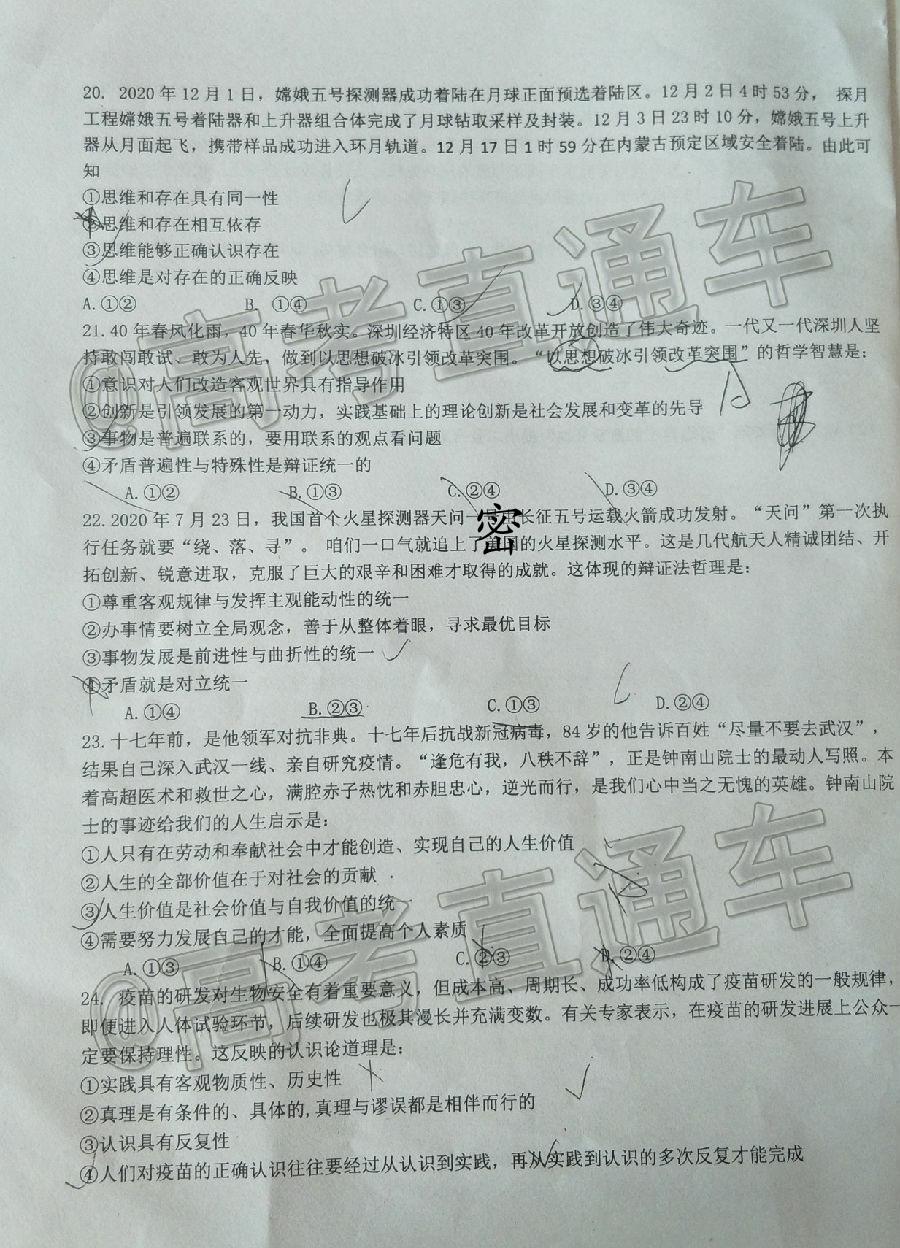 20. 2020 年 12 月 1 日，嫦娥五号探测器成功着陆在月球正面预选着陆区。12 月 2 日 4 时 53 分， 探月
工程嫦娥五号着陆器和上升器组合体完成了月球钻取采样及封装。12 月 3 日 23 时 10 分，嫦娥五号上升
器从月面起飞，携带样品成功进入环月轨道。12 月 17 日 1 时 59 分在内蒙古预定区域安全着陆。由此可
知
①思维和存在具有同一性
②思维和存在相互依存
③思维能够正确认识存在
④思维是对存在的正确反映
A.①② B. ①④ C.①③ D.③④
21.40 年春风化雨，40 年春华秋实。深圳经济特区 40 年改革开放创造了伟大奇迹。一代又一代深圳人坚
持敢闯敢试、敢为人先，做到以思想破冰引领改革突围。“以思想破冰引领改革突围”的哲学智慧是：
①意识对人们改造客观世界具有指导作用
②创新是引领发展的第一动力，实践基础上的理论创新是社会发展和变革的先导
③事物是普遍联系的，要用联系的观点看问题
④矛盾普遍性与特殊性是辩证统一的
A.①② B.①③ C.②④ D.③④
22.2020 年 7 月 23 日，我国首个火星探测器天问一 长征五号运载火箭成功发射。“天问”第一次执
密
行任务就要“绕、落、寻”。 咱们一口气就追上了 国的火星探测水平。这是几代航天人精诚团结、开
拓创新、锐意进取，克服了巨大的艰辛和困难才取得的成就。这体现的辩证法哲理是：
①尊重客观规律与发挥主观能动性的统一
②办事情要树立全局观念，善于从整体着眼，寻求最优目标
③事物发展是前进性与曲折性的统一
④矛盾就是对立统一
A.①④ B.②③ C.①③ D.②④
23.十七年前，是他领军对抗非典。十七年后抗战新冠病毒，84 岁的他告诉百姓“尽量不要去武汉”，
结果自己深入武汉一线、亲自研究疫情。“逢危有我，八秩不辞”，正是钟南山院士的最动人写照。本
着高超医术和救世之心，满腔赤子热忱和赤胆忠心，逆光而行，是我们心中当之无愧的英雄。钟南山院
士的事迹给我们的人生启示是：
①人只有在劳动和奉献社会中才能创造、实现自己的人生价值
②人生的全部价值在于对社会的贡献
③人生价值是社会价值与自我价值的统一
④需要努力发展自己的才能，全面提高个人素质
A.①③ B.①④ C.②③ D.②④
24. 疫苗的研发对生物安全有着重要意义，但成本高、周期长、成功率低构成了疫苗研发的一般规律，
即便进入人体试验环节，后续研发也极其漫长并充满变数。有关专家表示，在疫苗的研发进展上公众一
定要保持理性。这反映的认识论道理是：
①实践具有客观物质性、历史性
②真理是有条件的、具体的,真理与谬误都是相伴而行的
③认识具有反复性
④人们对疫苗的正确认识往往要经过从认识到实践，再从实践到认识的多次反复才能完成
@高考直通车
@高考直通车